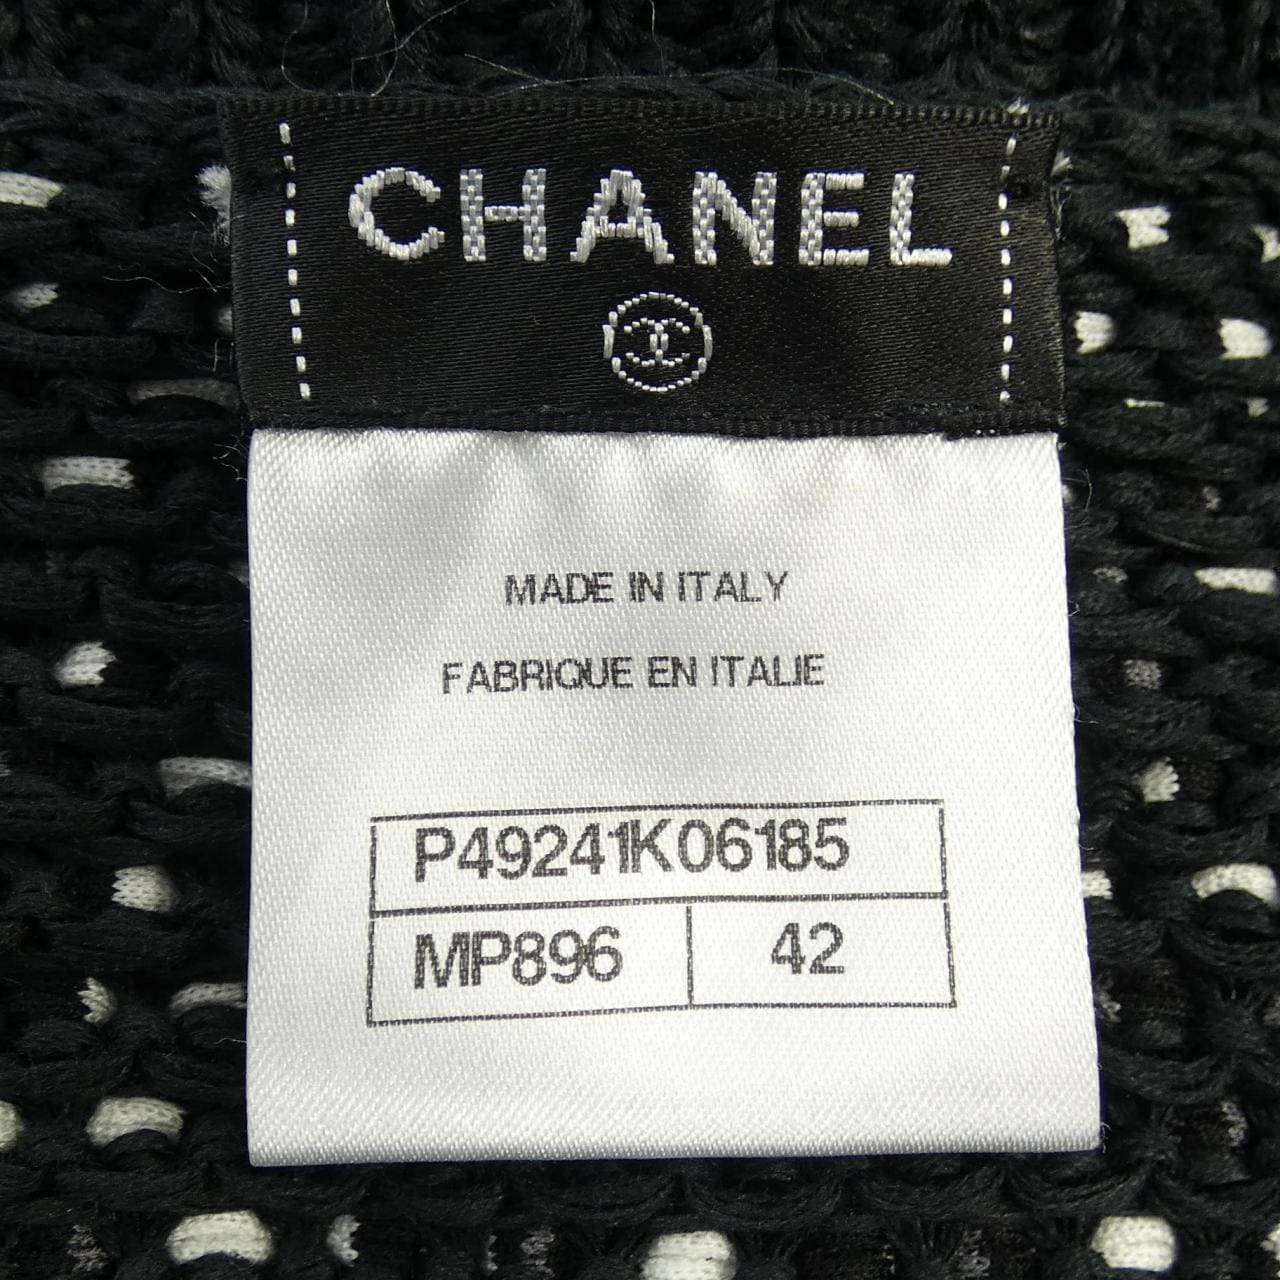 CHANEL
MADE IN ITALY
FABRIQUE EN ITALIE
P49241K06185
MP896 42